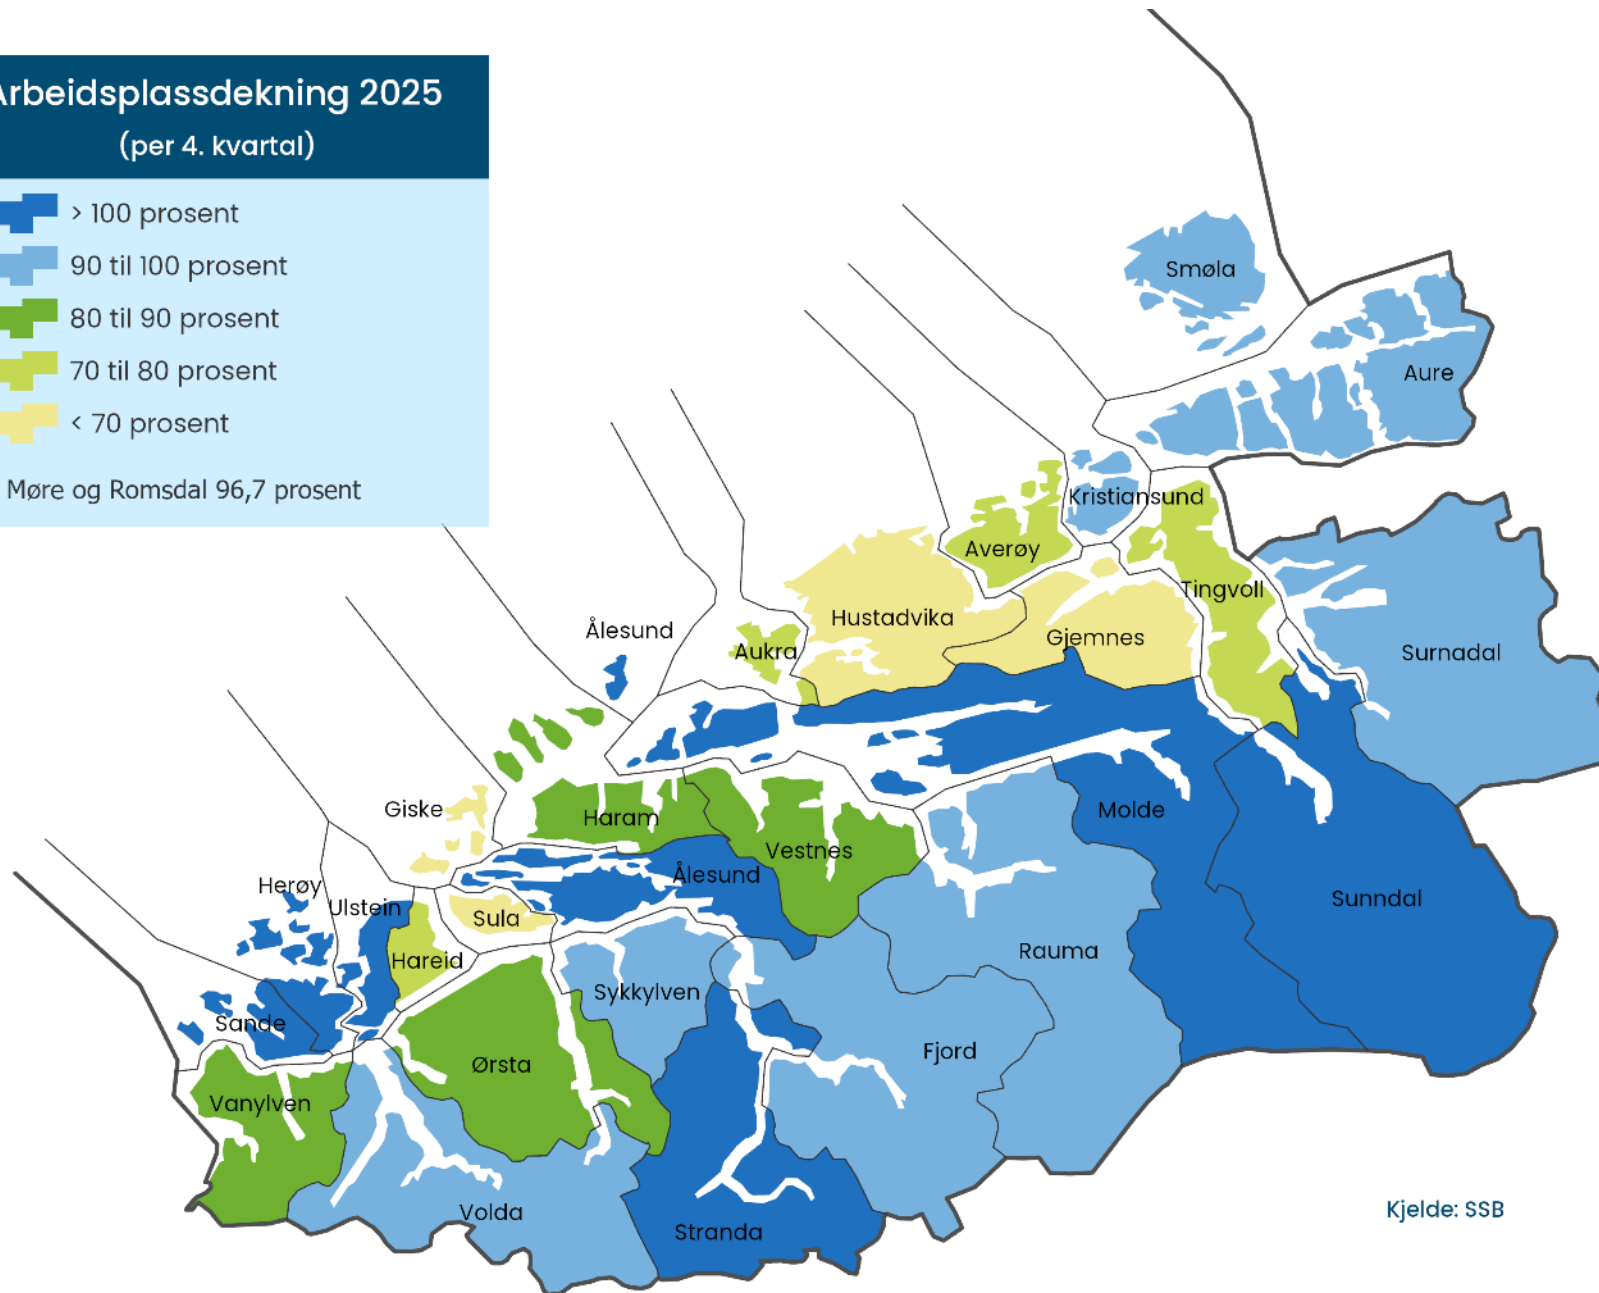 Arbeidsplassdekning 2025
(per 4. kvartal)
> 100 prosent
90 til 100 prosent
80 til 90 prosent
70 til 80 prosent
< 70 prosent
Møre og Romsdal 96,7 prosent
Smøla
Aure
Kristiansund
Averøy
Tingvoll
Hustadvika
Gjemnes
Ålesund
Aukra
Surnadal
Giske
Haram
Molde
Vestnes
Ålesund
Herøy
Ulstein
Sula
Sunndal
Hareid
Rauma
Sykkylven
Sande
Fjord
Ørsta
Vanylven
Volda
Stranda
Kjelde: SSB